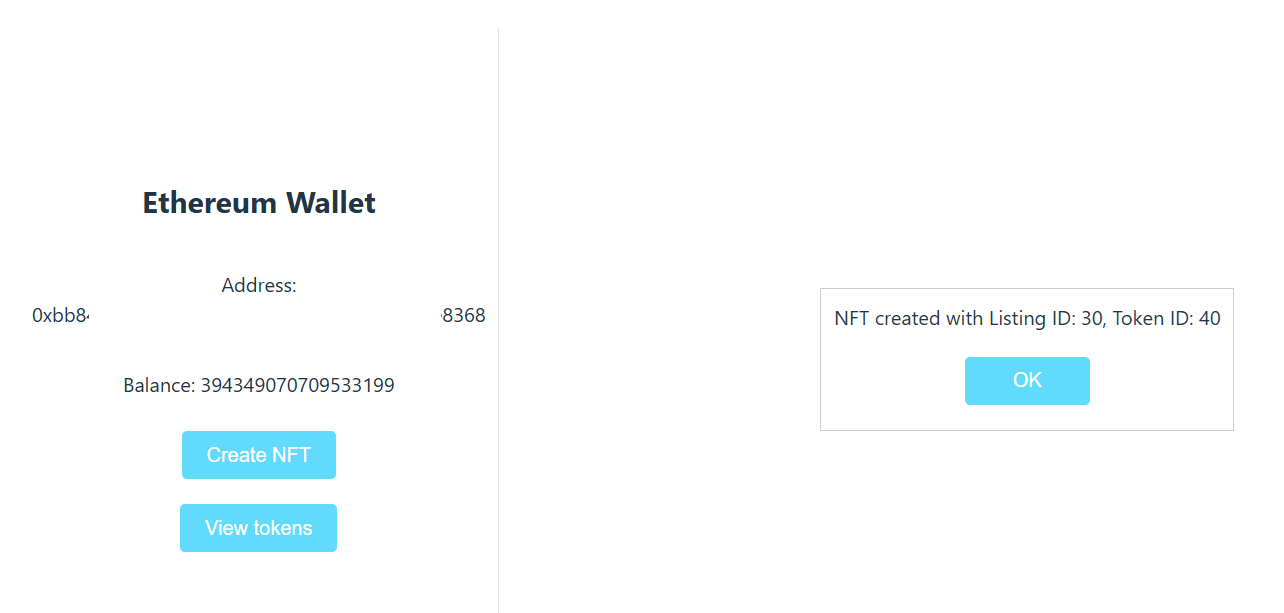 Ethereum Wallet
Address:
0xbb8 8368
Balance: 394349070709533199
Create NFT
View tokens
NFT created with Listing ID: 30, Token ID: 40
OK